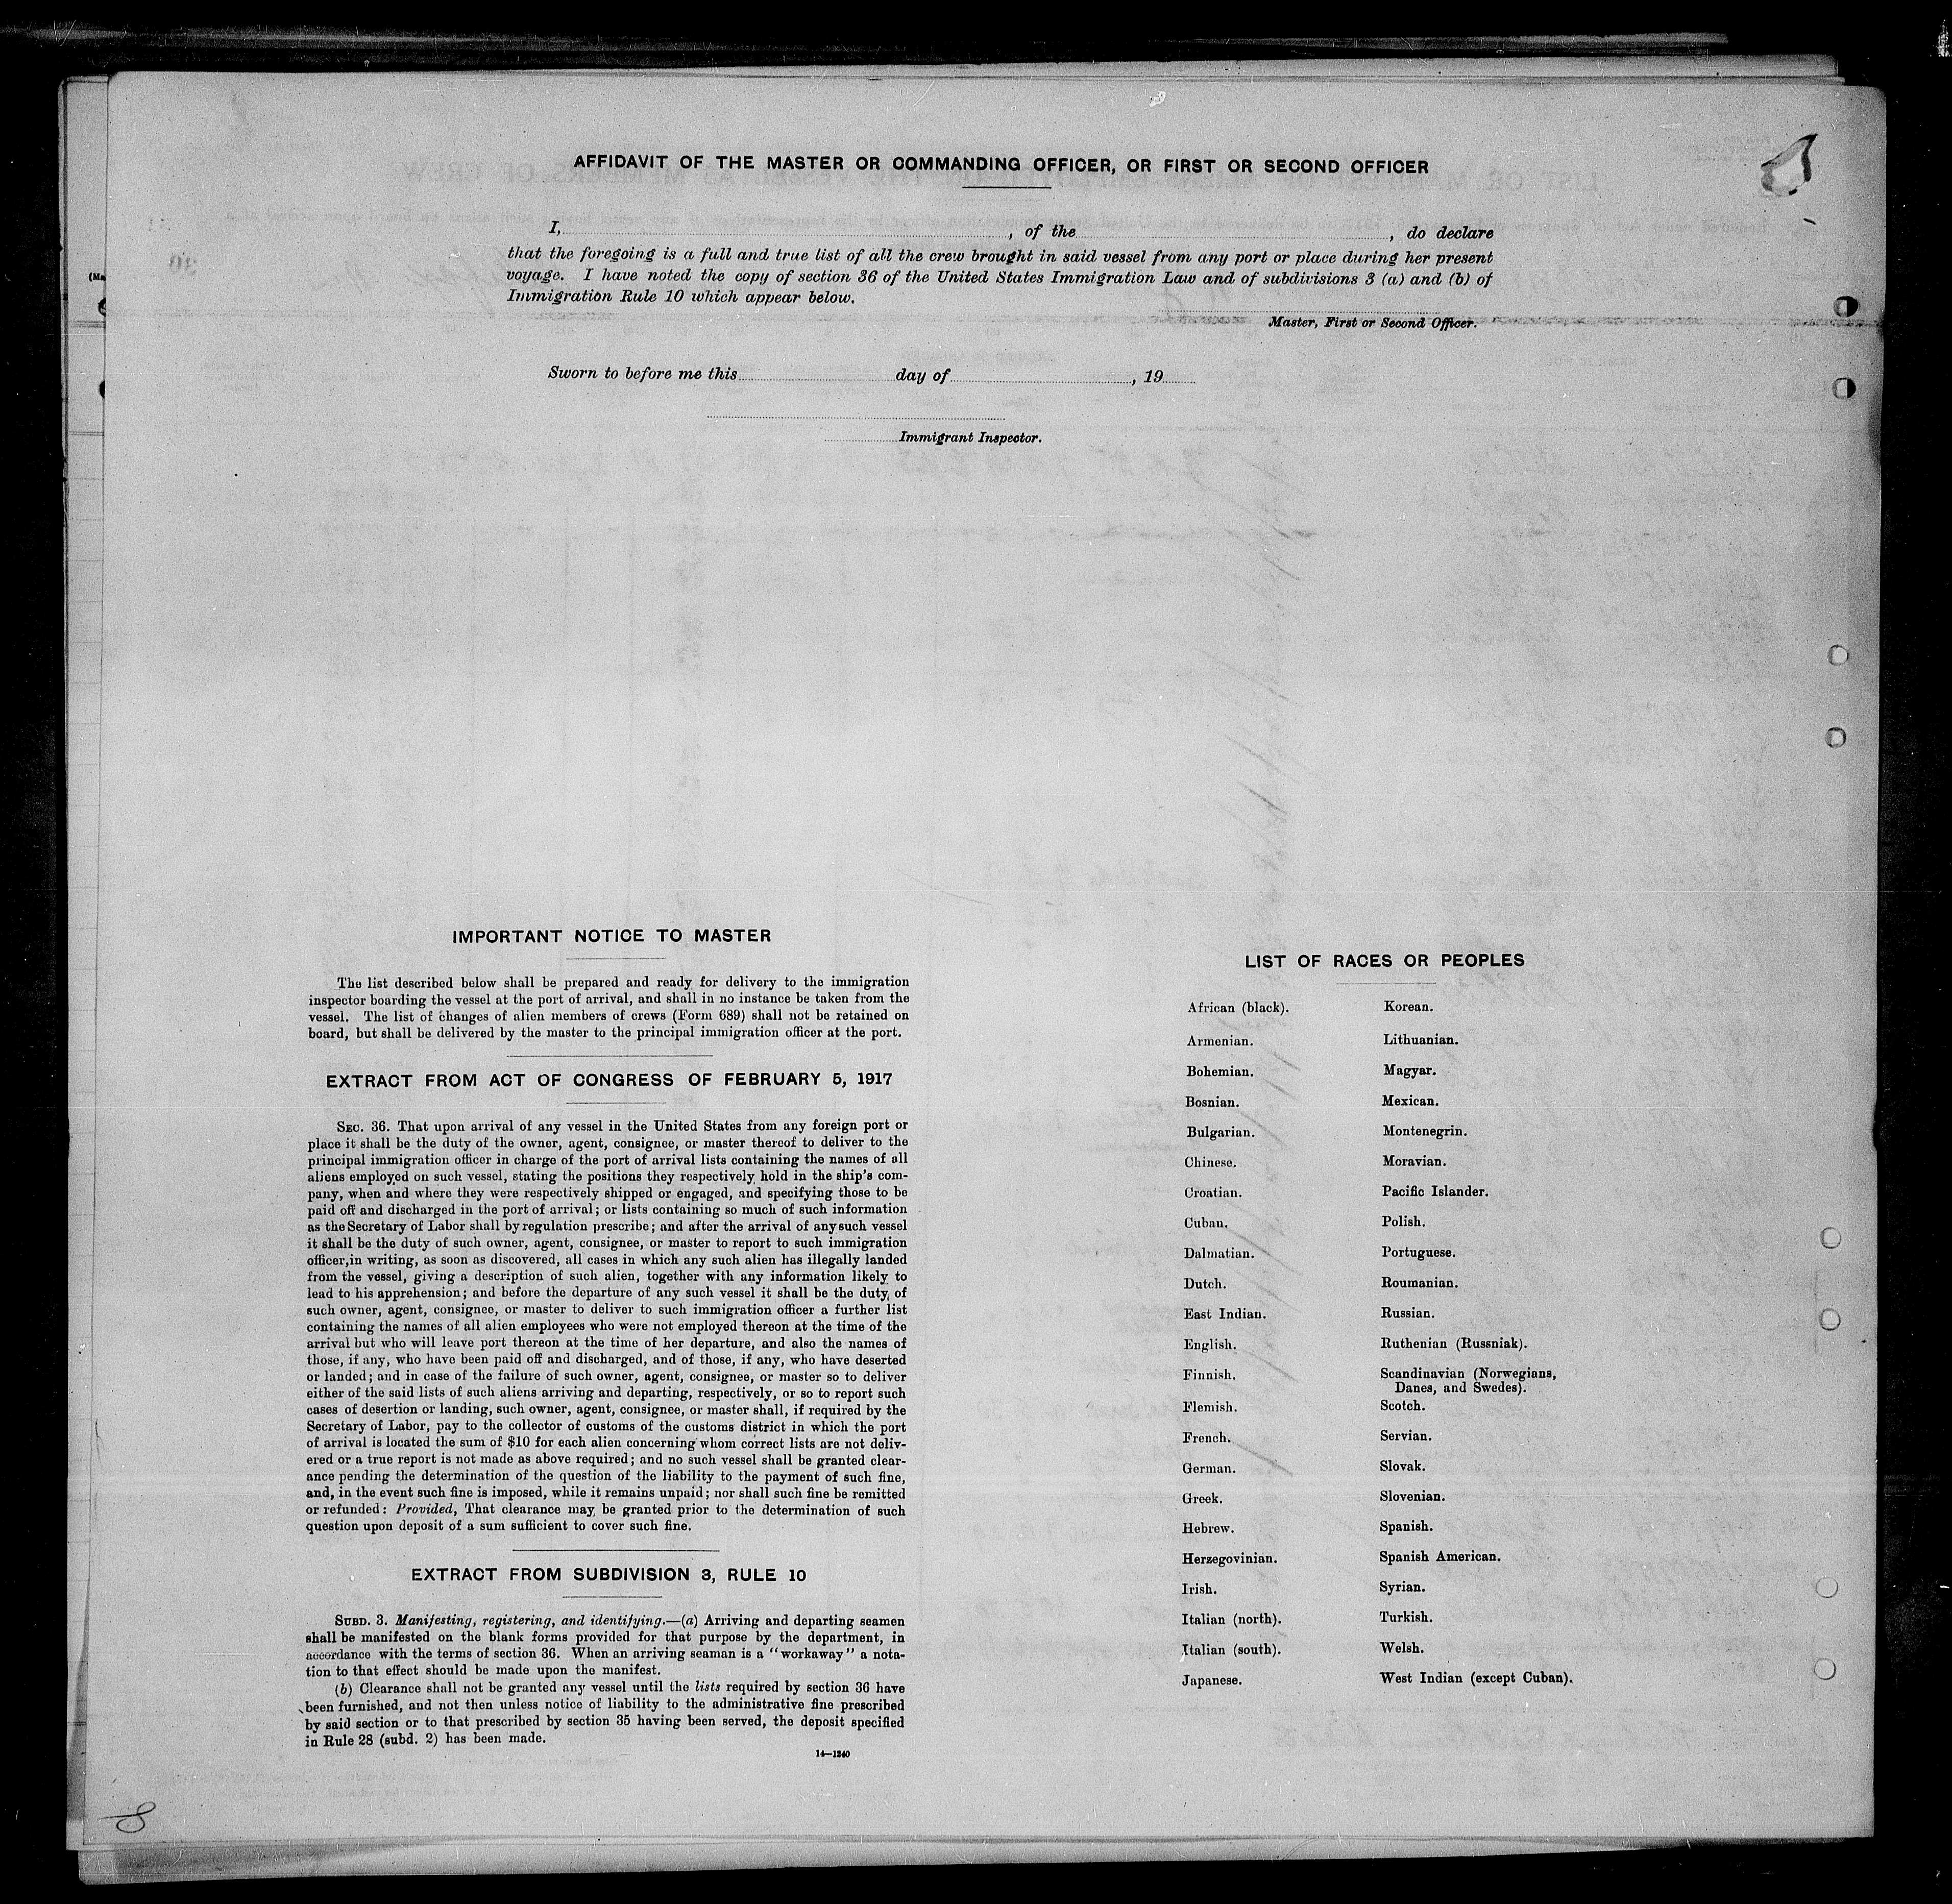 AFFIDAVIT OF THE MASTER OR COMMANDING OFFICER, OR FIRST OR SECOND OFFICER
I, , of the , do declare
that the foregoing is a full and true list of all the crew brought in said vessel from any port or place during her present
voyage. I have noted the copy of section 36 of the United States Immigration Law and of subdivisions 3 (a) and (b) of
Immigration Rule 10 which appear below.
Master, First or Second Officer.
Sworn to before me this day of , 19
Immigrant Inspector.
IMPORTANT NOTICE TO MASTER
The list described below shall be prepared and ready for delivery to the immigration
inspector boarding the vessel at the port of arrival, and shall in no instance be taken from the
vessel. The list of changes of alien members of crews (Form 689) shall not be retained on
board, but shall be delivered by the master to the principal immigration officer at the port.
EXTRACT FROM ACT OF CONGRESS OF FEBRUARY 5, 1917
SEC. 36. That upon arrival of any vessel in the United States from any foreign port or
place it shall be the duty of the owner, agent, consignee, or master thereof to deliver to the
principal immigration officer in charge of the port of arrival lists containing the names of all
aliens employed on such vessel, stating the positions they respectively hold in the ship's com-
pany, when and where they were respectively shipped or engaged, and specifying those to be
paid off and discharged in the port of arrival; or lists containing so much of such information
as the Secretary of Labor shall by regulation prescribe; and after the arrival of any such vessel
it shall be the duty of such owner, agent, consignee, or master to report to such immigration
officer, in writing, as soon as discovered, all cases in which any such alien has illegally landed
from the vessel, giving a description of such alien, together with any information likely to
lead to his apprehension; and before the departure of any such vessel it shall be the duty of
such owner, agent, consignee, or master to deliver to such immigration officer a further list
containing the names of all alien employees who were not employed thereon at the time of the
arrival but who will leave port thereon at the time of her departure, and also the names of
those, if any, who have been paid off and discharged, and of those, if any, who have deserted
or landed; and in case of the failure of such owner, agent, consignee, or master so to deliver
either of the said lists of such aliens arriving and departing, respectively, or so to report such
cases of desertion or landing, such owner, agent, consignee, or master shall, if required by the
Secretary of Labor, pay to the collector of customs of the customs district in which the port
of arrival is located the sum of $10 for each alien concerning whom correct lists are not deliv-
ered or a true report is not made as above required; and no such vessel shall be granted clear-
ance pending the determination of the question of the liability to the payment of such fine,
and, in the event such fine is imposed, while it remains unpaid; nor shall such fine be remitted
or refunded: Provided, That clearance may be granted prior to the determination of such
question upon deposit of a sum sufficient to cover such fine.
EXTRACT FROM SUBDIVISION 3, RULE 10
SUBD. 3. Manifesting, registering, and identifying.—(a) Arriving and departing seamen
shall be manifested on the blank forms provided for that purpose by the department, in
accordance with the terms of section 36. When an arriving seaman is a "workaway" a nota-
tion to that effect should be made upon the manifest.
(b) Clearance shall not be granted any vessel until the lists required by section 36 have
been furnished, and not then unless notice of liability to the administrative fine prescribed
by said section or to that prescribed by section 35 having been served, the deposit specified
in Rule 28 (subd. 2) has been made.
14—1240
LIST OF RACES OR PEOPLES
African (black).
Armenian.
Bohemian.
Bosnian.
Bulgarian.
Chinese.
Croatian.
Cuban.
Dalmatian.
Dutch.
East Indian.
English.
Finnish.
Flemish.
French.
German.
Greek.
Hebrew.
Herzegovinian.
Irish.
Italian (north).
Italian (south).
Japanese.
Korean.
Lithuanian.
Magyar.
Mexican.
Montenegrin.
Moravian.
Pacific Islander.
Polish.
Portuguese.
Roumanian.
Russian.
Ruthenian (Russniak).
Scandinavian (Norwegians,
Danes, and Swedes).
Scotch.
Servian.
Slovak.
Slovenian.
Spanish.
Spanish American.
Syrian.
Turkish.
Welsh.
West Indian (except Cuban).